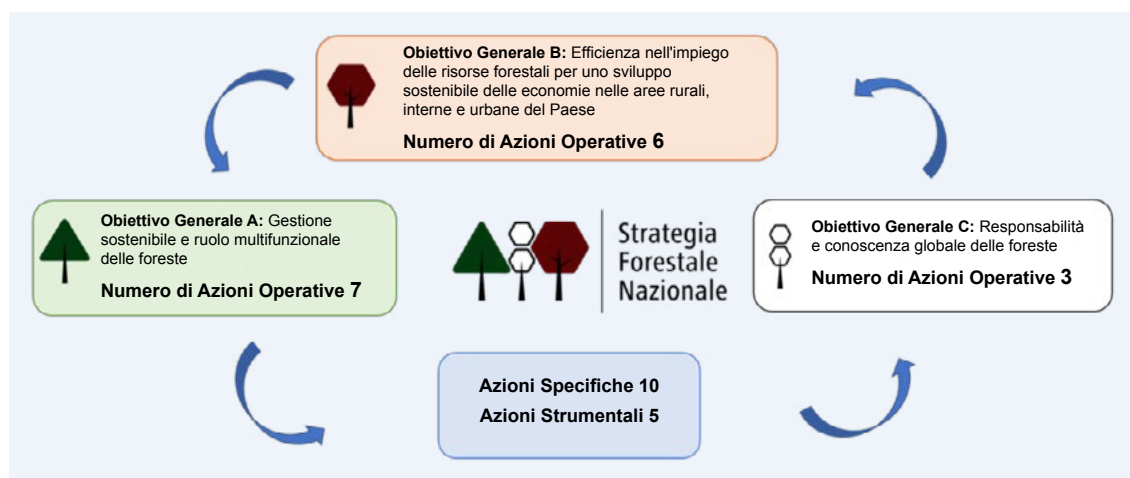 Obiettivo Generale B: Efficienza nell'impiego
delle risorse forestali per uno sviluppo
sostenibile delle economie nelle aree rurali,
interne e urbane del Paese
Numero di Azioni Operative 6
Obiettivo Generale A: Gestione
sostenibile e ruolo multifunzionale
delle foreste
Numero di Azioni Operative 7
Strategia
Forestale
Nazionale
Obiettivo Generale C: Responsabilità
e conoscenza globale delle foreste
Numero di Azioni Operative 3
Azioni Specifiche 10
Azioni Strumentali 5